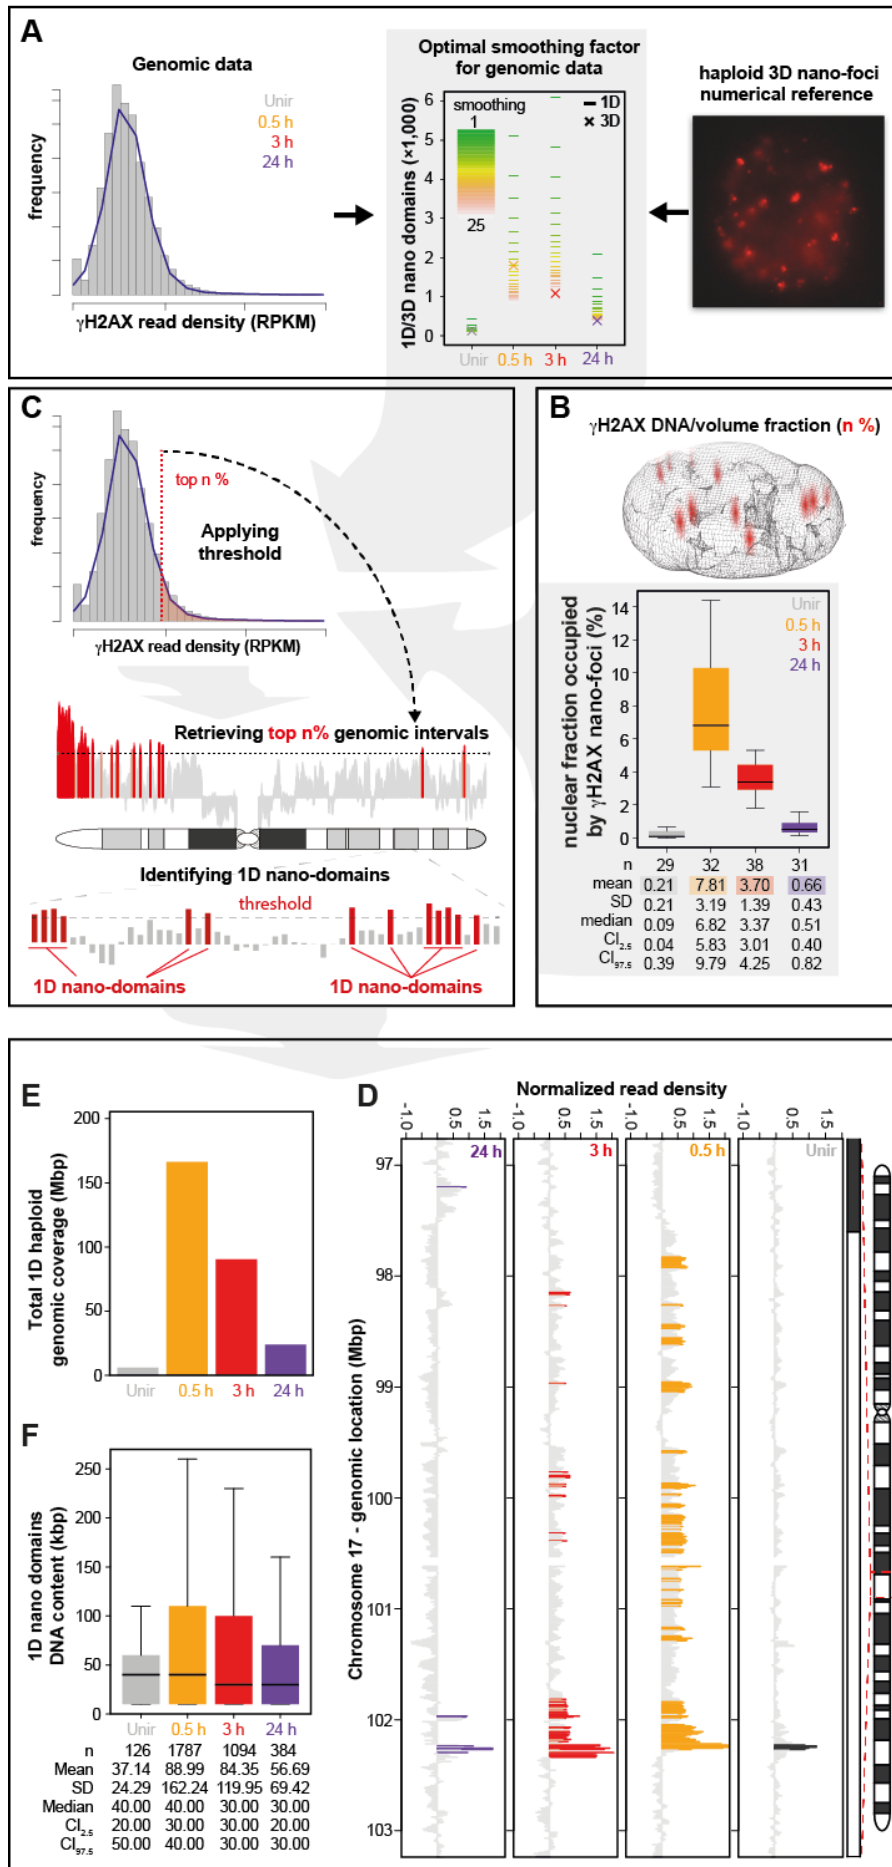 A
Genomic data
Unir
0.5 h
3 h
24 h
frequency
γH2AX read density (RPKM)
Optimal smoothing factor
for genomic data
smoothing
1
25
1D
3D
1D/3D nano domains (×1,000)
6
5
4
3
2
1
0
Unir 0.5 h 3 h 24 h
haploid 3D nano-foci
numerical reference
C
frequency
top n %
Applying
threshold
γH2AX read density (RPKM)
Retrieving top n% genomic intervals
Identifying 1D nano-domains
threshold
1D nano-domains 1D nano-domains
B
γH2AX DNA/volume fraction (n %)
nuclear fraction occupied
by γH2AX nano-foci (%)
14
12
10
8
6
4
2
0
Unir
0.5 h
3 h
24 h
n 29 32 38 31
mean 0.21 7.81 3.70 0.66
SD 0.21 3.19 1.39 0.43
median 0.09 6.82 3.37 0.51
CI2.5 0.04 5.83 3.01 0.40
CI97.5 0.39 9.79 4.25 0.82
E
Total 1D haploid
genomic coverage (Mbp)
200
150
100
50
0
Unir 0.5 h 3 h 24 h
F
1D nano domains
DNA content (kbp)
250
200
150
100
50
0
Unir 0.5 h 3 h 24 h
n 126 1787 1094 384
Mean 37.14 88.99 84.35 56.69
SD 24.29 162.24 119.95 69.42
Median 40.00 40.00 30.00 30.00
CI2.5 20.00 30.00 30.00 20.00
CI97.5 50.00 40.00 30.00 30.00
D
Normalized read density
-1.0 0.5 1.5 -1.0 0.5 1.5 -1.0 0.5 1.5 -1.0 0.5 1.5
24 h 3 h 0.5 h Unir
Chromosome 17 - genomic location (Mbp)
97
98
99
100
101
102
103